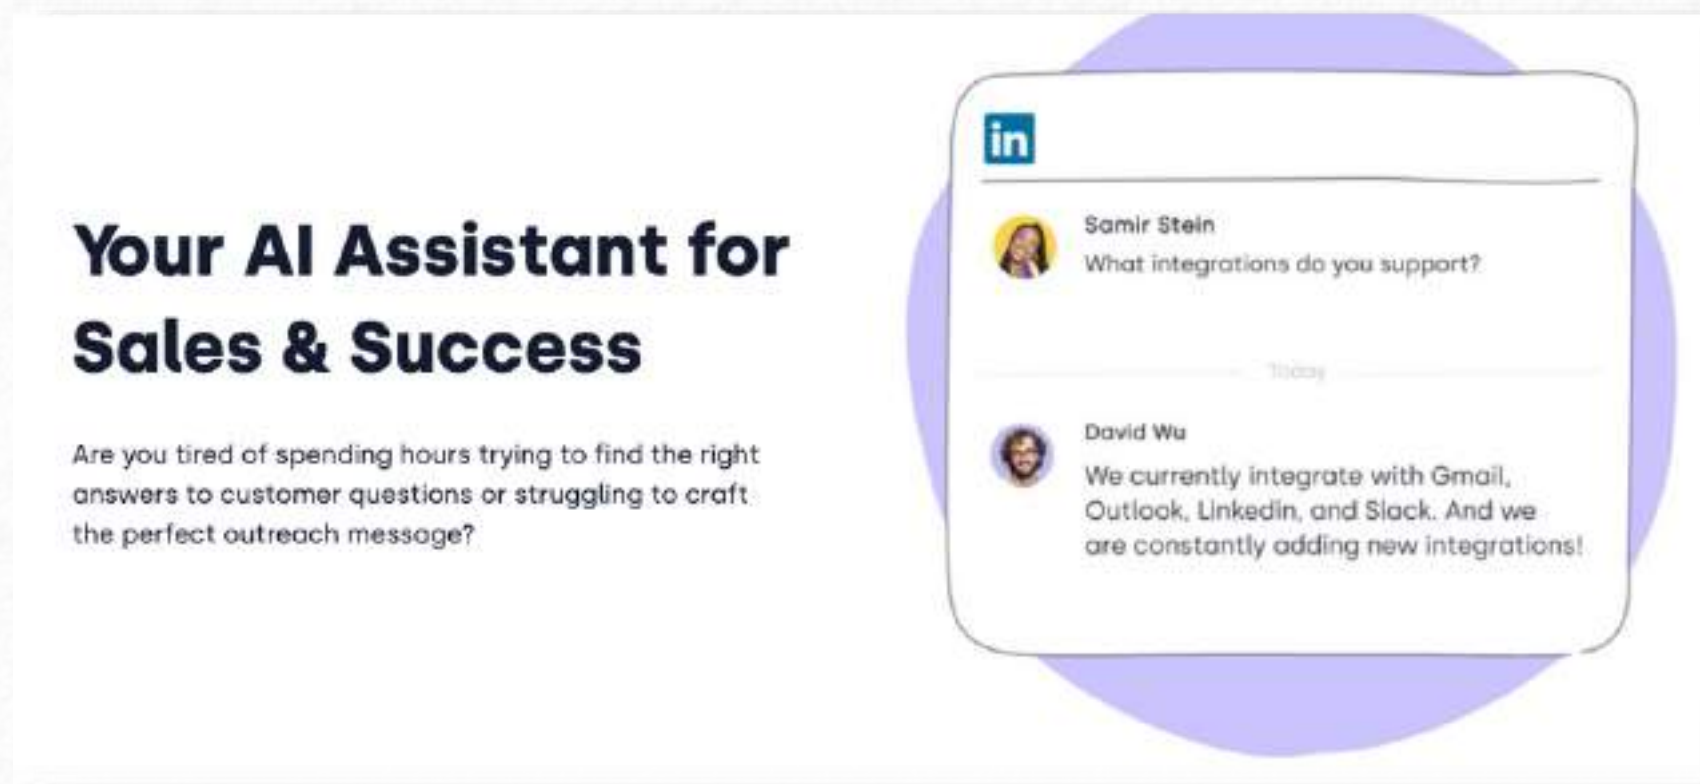 Your AI Assistant for
Sales & Success
Are you tired of spending hours trying to find the right
answers to customer questions or struggling to craft
the perfect outreach message?
in
Samir Stein
What integrations do you support?
Today
David Wu
We currently integrate with Gmail,
Outlook, Linkedin, and Slack. And we
are constantly adding new integrations!